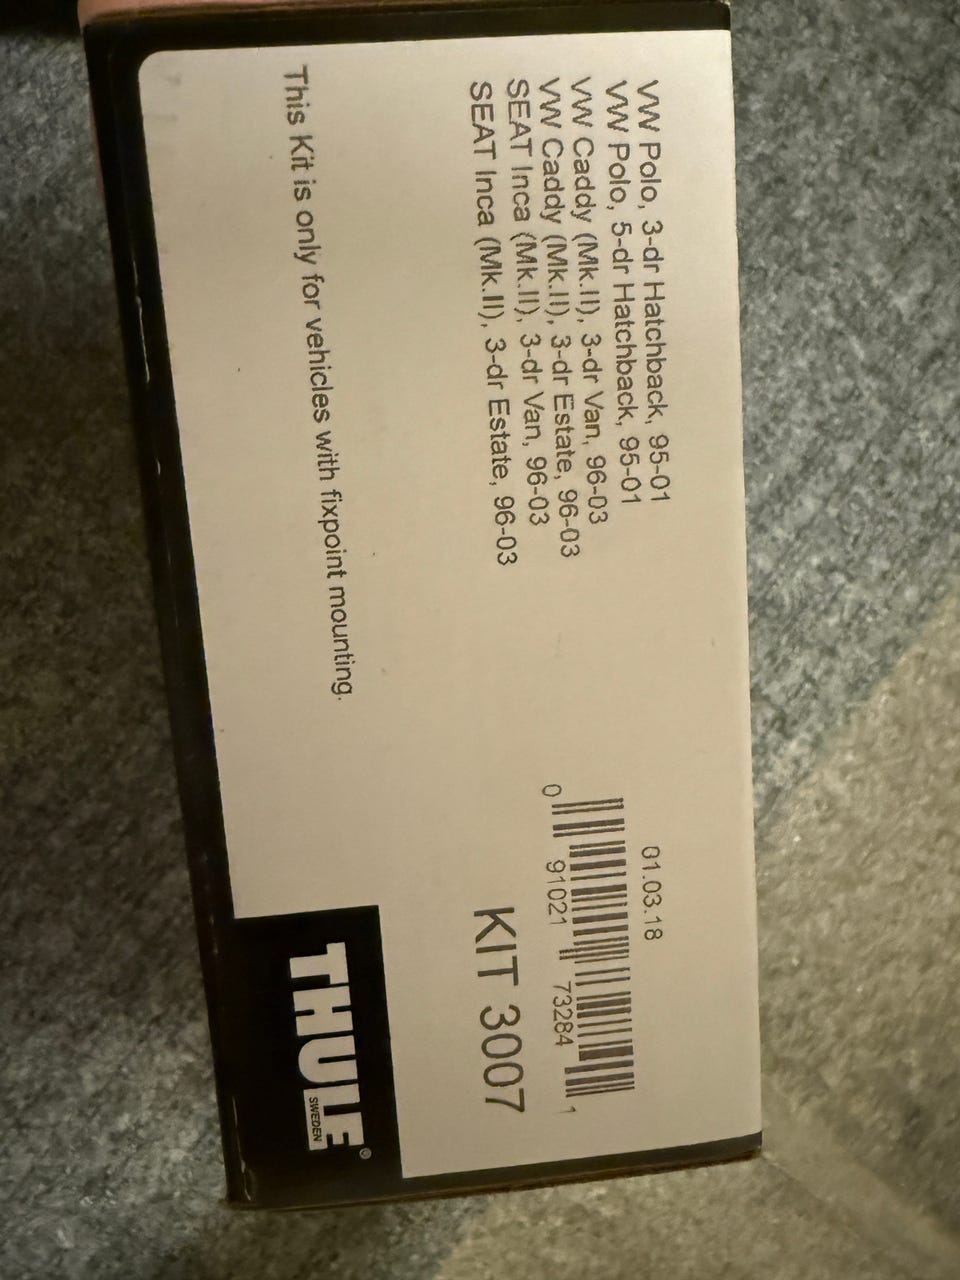 VW Polo, 3-dr Hatchback, 95-01
VW Polo, 5-dr Hatchback, 95-01
VW Caddy (Mk.II), 3-dr Van, 96-03
VW Caddy (Mk.II), 3-dr Estate, 96-03
SEAT Inca (Mk.II), 3-dr Van, 96-03
SEAT Inca (Mk.II), 3-dr Estate, 96-03
This Kit is only for vehicles with fixpoint mounting.
01.03.18
0 91021 73284 1
KIT 3007
THULE®
SWEDEN